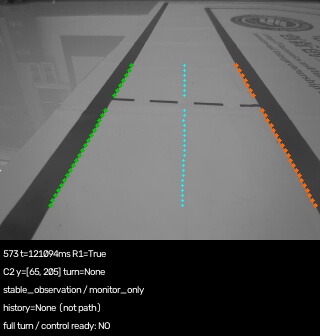 573 t=121094ms R1=True
C2 y=[65, 205] turn=None
stable_observation / monitor_only
history=None (not path)
full turn / control ready: NO